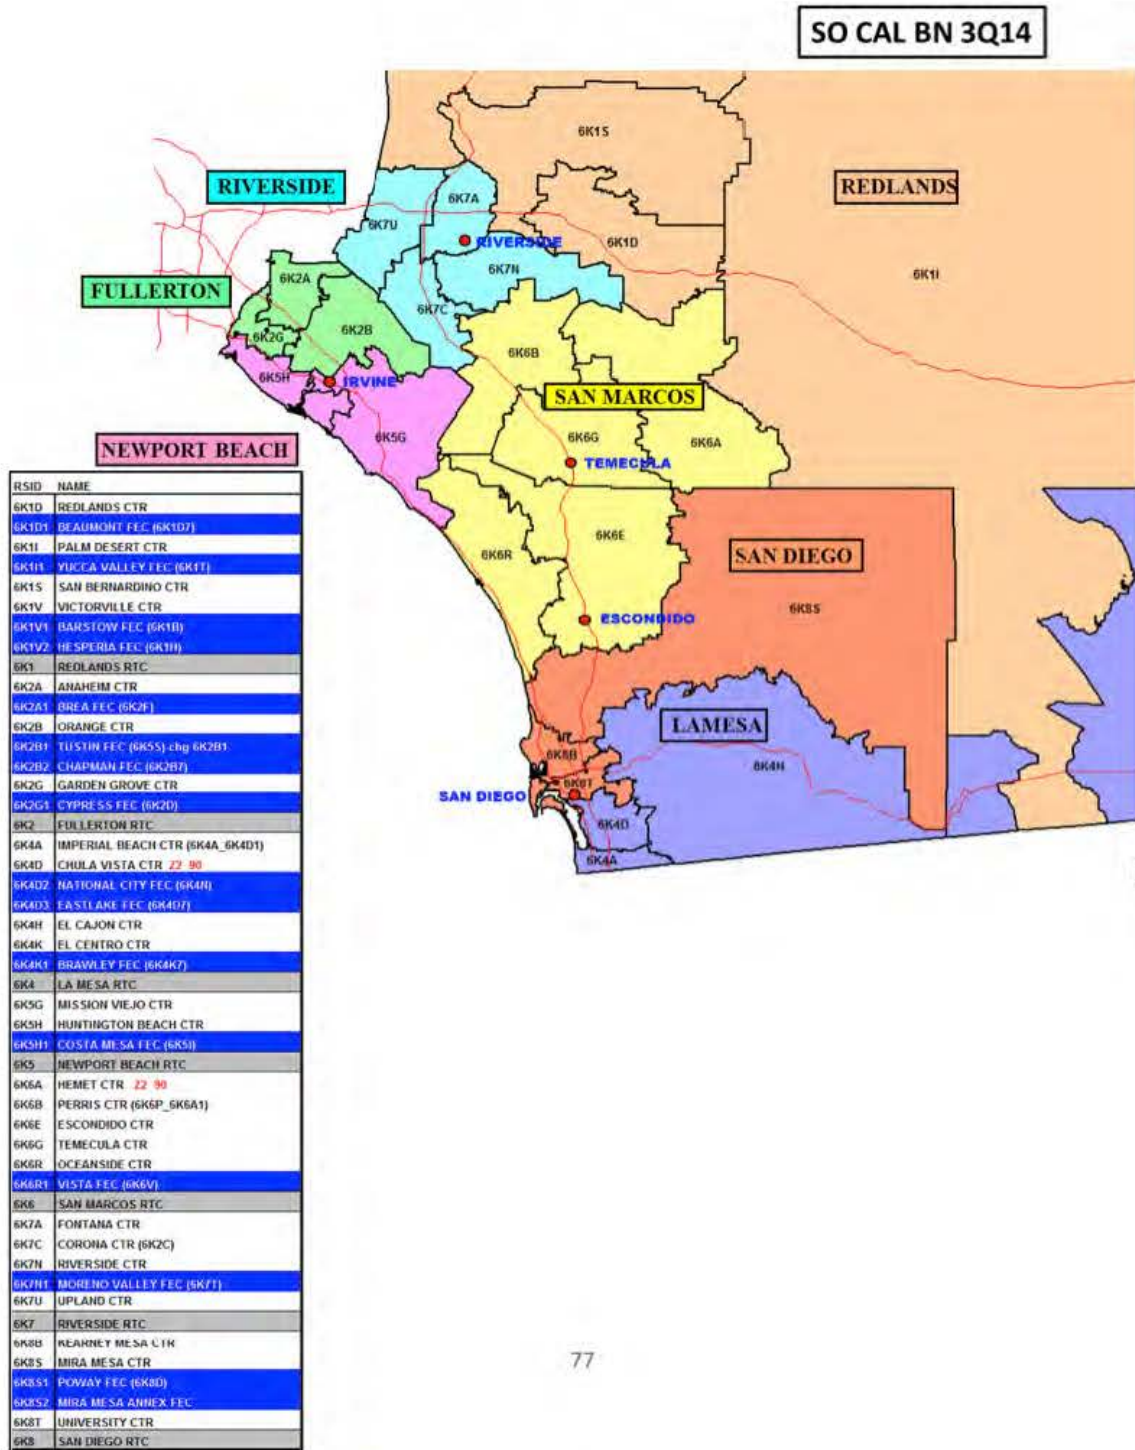 SO CAL BN 3Q14
6K1S
RIVERSIDE
REDLANDS
6K7A
6K7U
RIVERSIDE
6K1D
6K7N
6K1I
6K2A
FULLERTON
6K7C
6K2B
6K2G
6K6B
6K5H
IRVINE
SAN MARCOS
6K5G
6K6G
6K6A
NEWPORT BEACH
TEMECULA
6K6E
6K6R
SAN DIEGO
6K8S
ESCONDIDO
LAMESA
6K8B
6K4H
6K8T
SAN DIEGO
6K4D
6K4A
RSID NAME
6K1D REDLANDS CTR
6K1D1 BEAUMONT FEC (6K1D7)
6K1I PALM DESERT CTR
6K1I1 YUCCA VALLEY FEC (6K1T)
6K1S SAN BERNARDINO CTR
6K1V VICTORVILLE CTR
6K1V1 BARSTOW FEC (6K1B)
6K1V2 HESPERIA FEC (6K1H)
6K1 REDLANDS RTC
6K2A ANAHEIM CTR
6K2A1 BREA FEC (6K2F)
6K2B ORANGE CTR
6K2B1 TUSTIN FEC (6K5S)-chg 6K2B1
6K2B2 CHAPMAN FEC (6K2B7)
6K2G GARDEN GROVE CTR
6K2G1 CYPRESS FEC (6K2D)
6K2 FULLERTON RTC
6K4A IMPERIAL BEACH CTR (6K4A_6K4D1)
6K4D CHULA VISTA CTR 22 90
6K4D2 NATIONAL CITY FEC (6K4N)
6K4D3 EASTLAKE FEC (6K4D7)
6K4H EL CAJON CTR
6K4K EL CENTRO CTR
6K4K1 BRAWLEY FEC (6K4K7)
6K4 LA MESA RTC
6K5G MISSION VIEJO CTR
6K5H HUNTINGTON BEACH CTR
6K5H1 COSTA MESA FEC (6K5I)
6K5 NEWPORT BEACH RTC
6K6A HEMET CTR 22 90
6K6B PERRIS CTR (6K6P_6K6A1)
6K6E ESCONDIDO CTR
6K6G TEMECULA CTR
6K6R OCEANSIDE CTR
6K6R1 VISTA FEC (6K6V)
6K6 SAN MARCOS RTC
6K7A FONTANA CTR
6K7C CORONA CTR (6K2C)
6K7N RIVERSIDE CTR
6K7N1 MORENO VALLEY FEC (6K7T)
6K7U UPLAND CTR
6K7 RIVERSIDE RTC
6K8B KEARNEY MESA CTR
6K8S MIRA MESA CTR
6K8S1 POWAY FEC (6K8D)
6K8S2 MIRA MESA ANNEX FEC
6K8T UNIVERSITY CTR
6K8 SAN DIEGO RTC
77